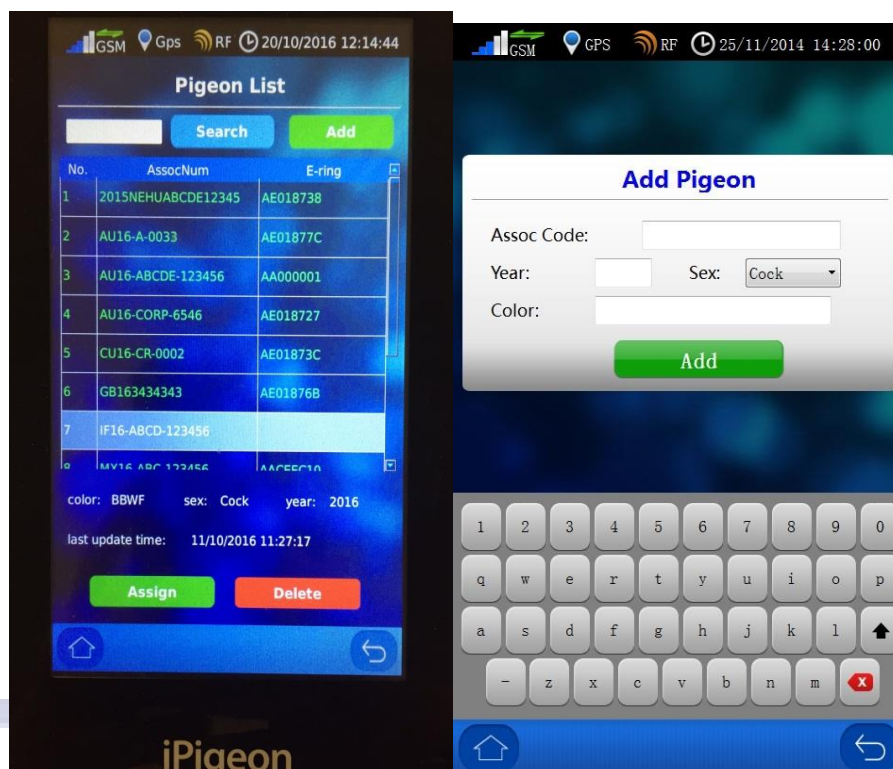 GSM Gps RF 20/10/2016 12:14:44
Pigeon List
Search Add
No. AssocNum E-ring
1 2015NEHUABCDE12345 AE018738
2 AU16-A-0033 AE01877C
3 AU16-ABCDE-123456 AA000001
4 AU16-CORP-6546 AE018727
5 CU16-CR-0002 AE01873C
6 GB163434343 AE01876B
7 IF16-ABCD-123456
8 MX16-ABC-123456
color: BBWF sex: Cock year: 2016
last update time: 11/10/2016 11:27:17
Assign Delete
iPigeon
GSM GPS RF 25/11/2014 14:28:00
Add Pigeon
Assoc Code:
Year: Sex: Cock
Color:
Add
1 2 3 4 5 6 7 8 9 0
q w e r t y u i o p
a s d f g h j k l
- z x c v b n m X